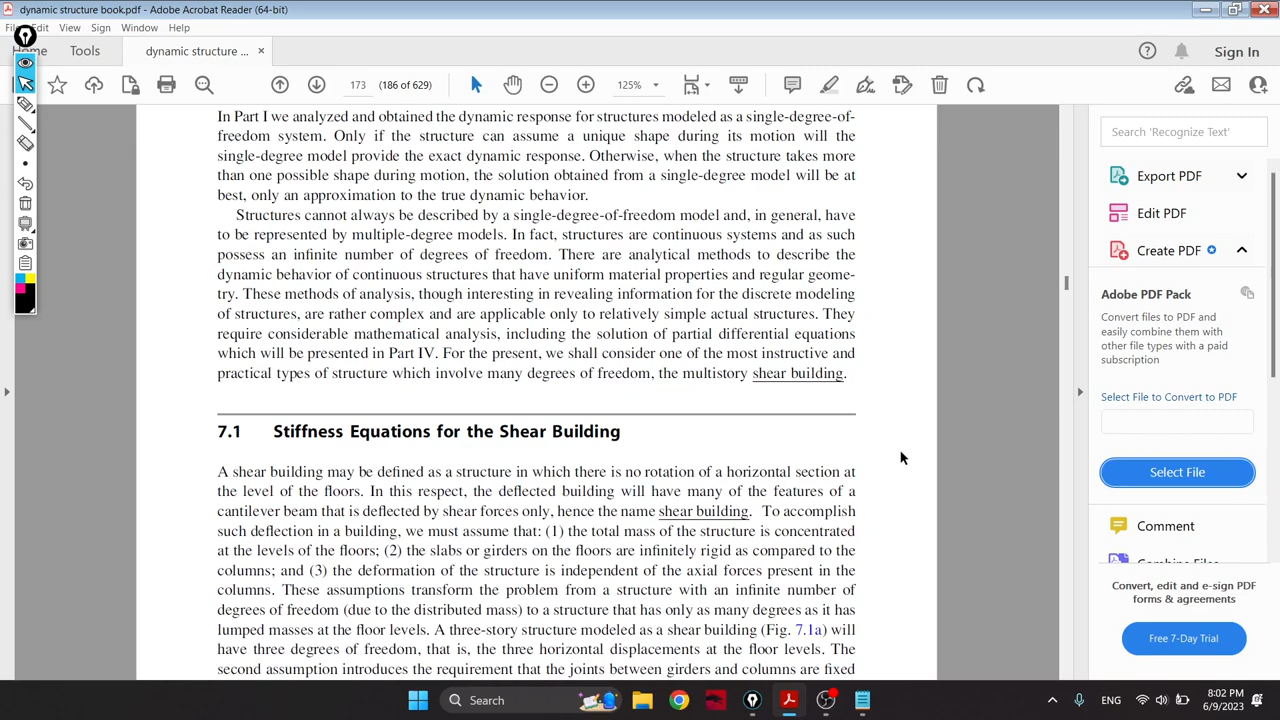 dynamic structure book.pdf - Adobe Acrobat Reader (64-bit)
File Edit View Sign Window Help
Home Tools dynamic structure ... × Sign In
173 (186 of 629) 125%
In Part I we analyzed and obtained the dynamic response for structures modeled as a single-degree-of-
freedom system. Only if the structure can assume a unique shape during its motion will the
single-degree model provide the exact dynamic response. Otherwise, when the structure takes more
than one possible shape during motion, the solution obtained from a single-degree model will be at
best, only an approximation to the true dynamic behavior.
Structures cannot always be described by a single-degree-of-freedom model and, in general, have
to be represented by multiple-degree models. In fact, structures are continuous systems and as such
possess an infinite number of degrees of freedom. There are analytical methods to describe the
dynamic behavior of continuous structures that have uniform material properties and regular geome-
try. These methods of analysis, though interesting in revealing information for the discrete modeling
of structures, are rather complex and are applicable only to relatively simple actual structures. They
require considerable mathematical analysis, including the solution of partial differential equations
which will be presented in Part IV. For the present, we shall consider one of the most instructive and
practical types of structure which involve many degrees of freedom, the multistory shear building.
7.1 Stiffness Equations for the Shear Building
A shear building may be defined as a structure in which there is no rotation of a horizontal section at
the level of the floors. In this respect, the deflected building will have many of the features of a
cantilever beam that is deflected by shear forces only, hence the name shear building. To accomplish
such deflection in a building, we must assume that: (1) the total mass of the structure is concentrated
at the levels of the floors; (2) the slabs or girders on the floors are infinitely rigid as compared to the
columns; and (3) the deformation of the structure is independent of the axial forces present in the
columns. These assumptions transform the problem from a structure with an infinite number of
degrees of freedom (due to the distributed mass) to a structure that has only as many degrees as it has
lumped masses at the floor levels. A three-story structure modeled as a shear building (Fig. 7.1a) will
have three degrees of freedom, that is, the three horizontal displacements at the floor levels. The
second assumption introduces the requirement that the joints between girders and columns are fixed
Search 'Recognize Text'
Export PDF
Edit PDF
Create PDF
Adobe PDF Pack
Convert files to PDF and
easily combine them with
other file types with a paid
subscription
Select File to Convert to PDF
Select File
Comment
Combine Files
Convert, edit and e-sign PDF
forms & agreements
Free 7-Day Trial
Search
ENG
8:02 PM
6/9/2023